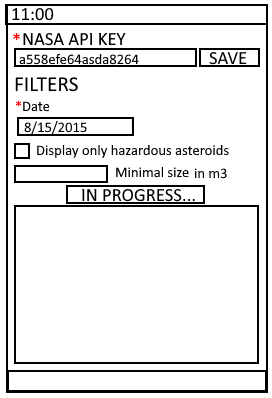 11:00
*NASA API KEY
a558efe64asda8264 SAVE
FILTERS
*Date
8/15/2015
Display only hazardous asteroids
Minimal size in m3
IN PROGRESS...